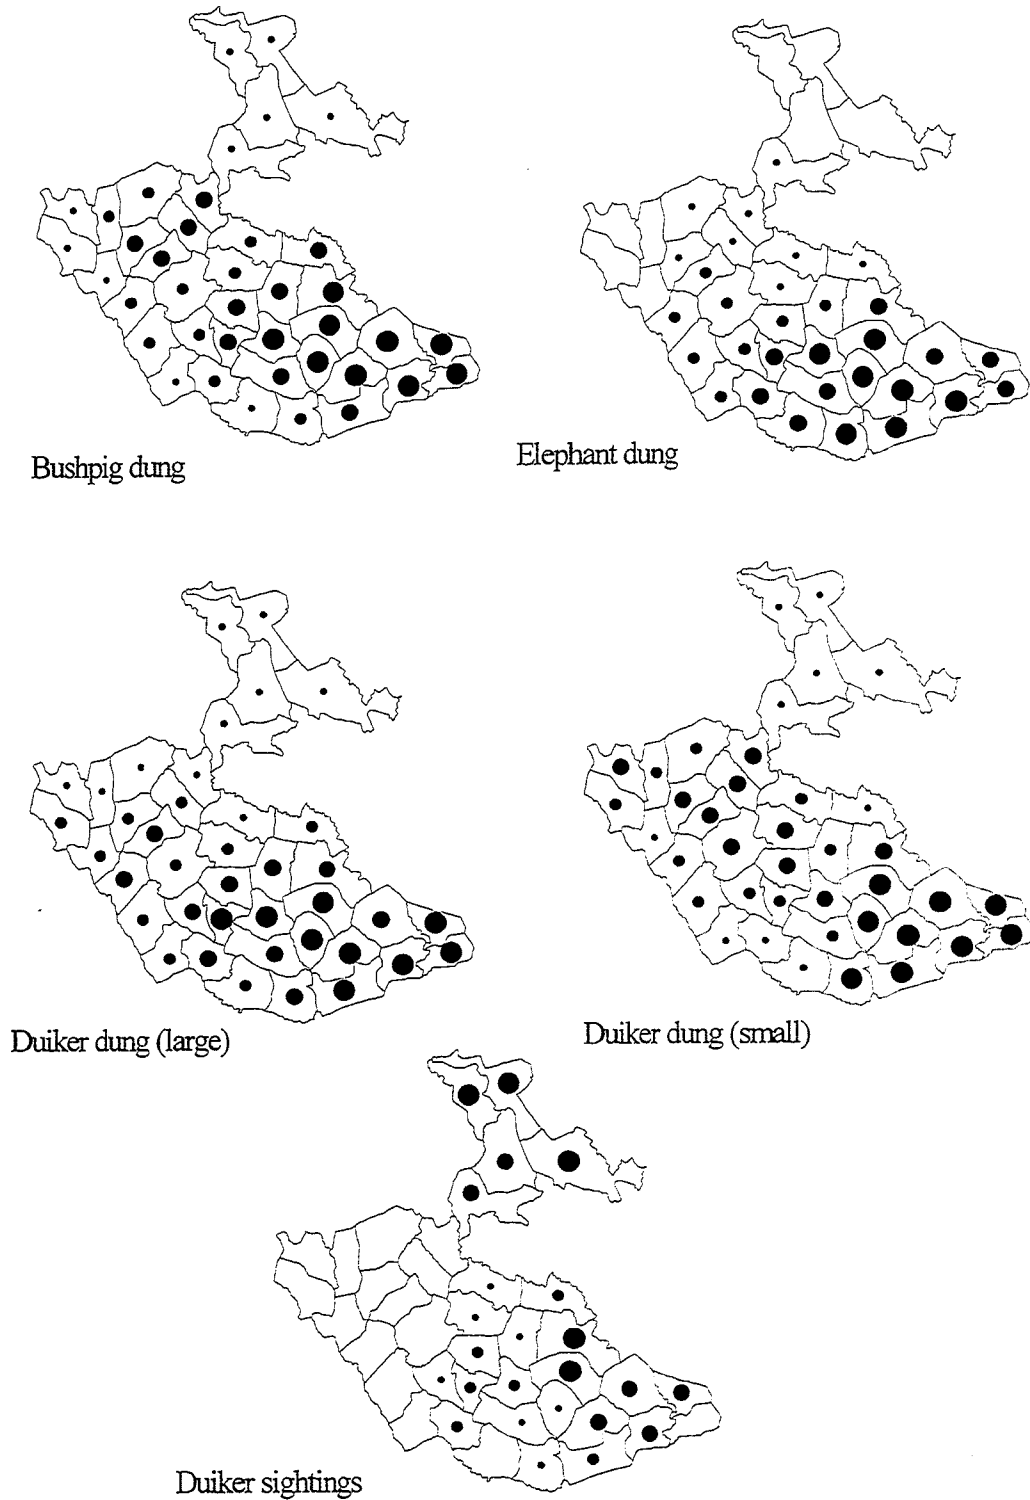 Bushpig dung
Elephant dung
Duiker dung (large)
Duiker dung (small)
Duiker sightings